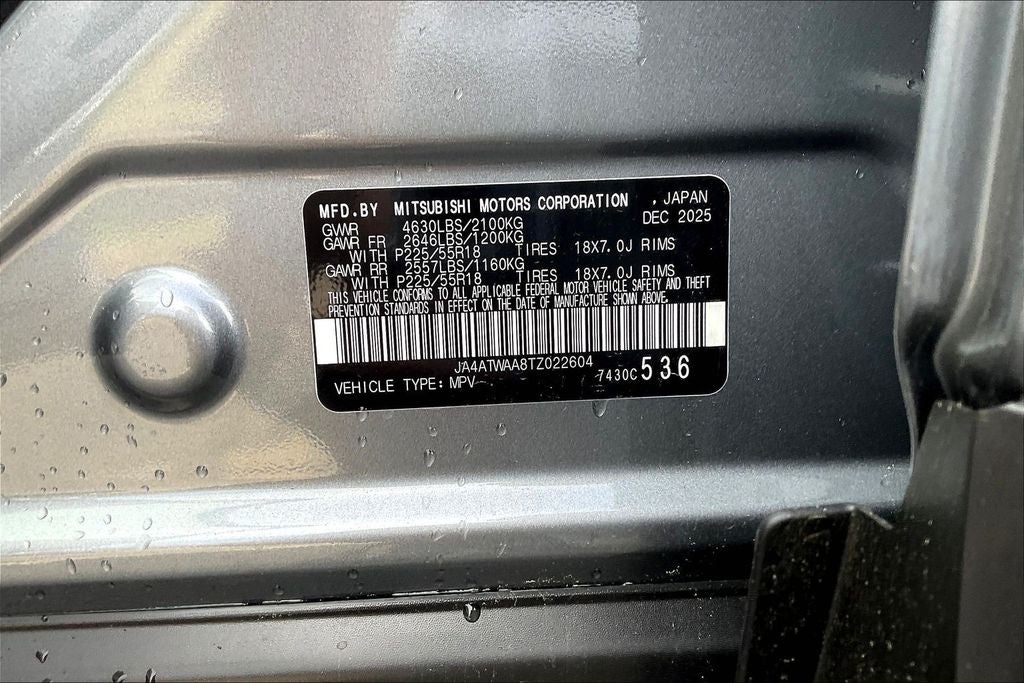 MFD.BY MITSUBISHI MOTORS CORPORATION , JAPAN
GVWR 4630LBS/2100KG DEC 2025
GAWR FR 2646LBS/1200KG
WITH P225/55R18 TIRES 18X7.0J RIMS
GAWR RR 2557LBS/1160KG
WITH P225/55R18 TIRES 18X7.0J RIMS
THIS VEHICLE CONFORMS TO ALL APPLICABLE FEDERAL MOTOR VEHICLE SAFETY AND THEFT
PREVENTION STANDARDS IN EFFECT ON THE DATE OF MANUFACTURE SHOWN ABOVE.
JA4ATWAA8TZ022604
VEHICLE TYPE: MPV 7430C 536